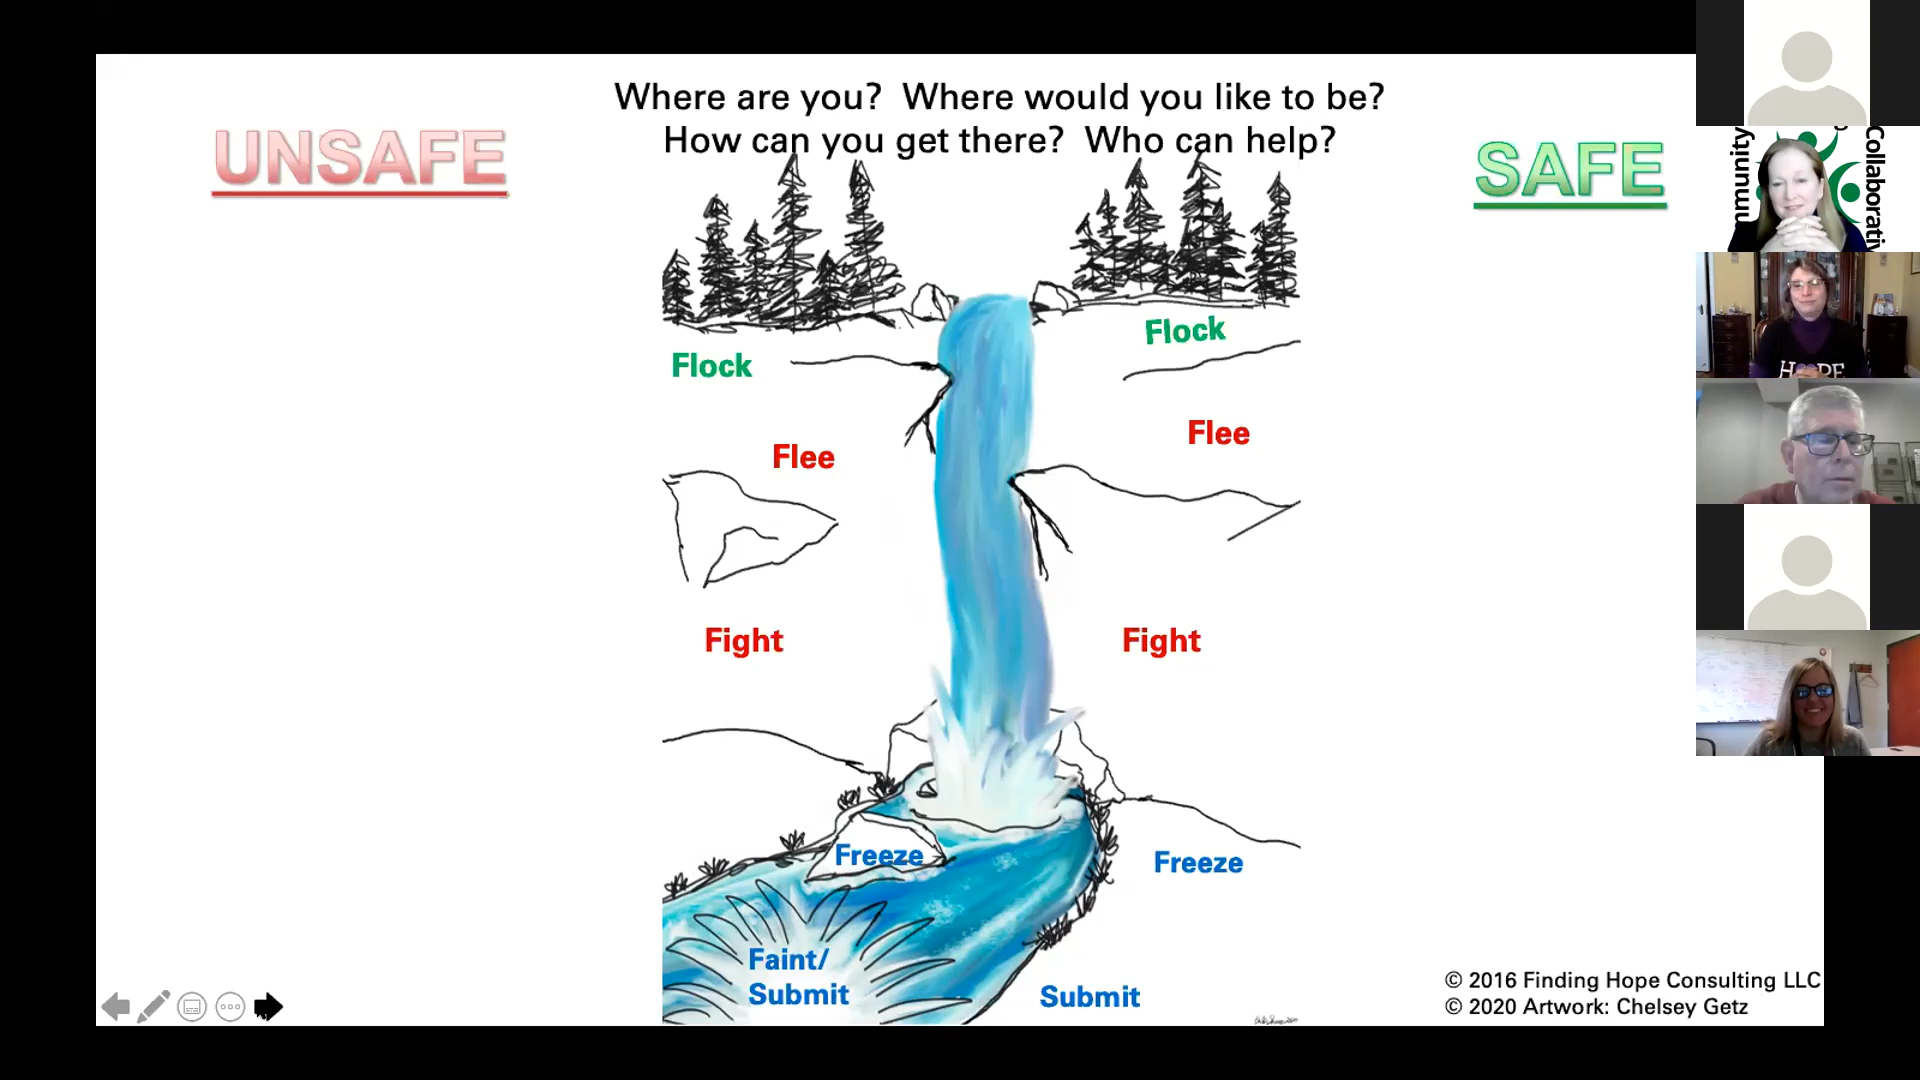 Where are you?  Where would you like to be?
How can you get there?  Who can help?
UNSAFE
SAFE
Flock
Flock
Flee
Flee
Fight
Fight
Freeze
Freeze
Faint/
Submit
Submit
© 2016 Finding Hope Consulting LLC
© 2020 Artwork: Chelsey Getz
HOPE